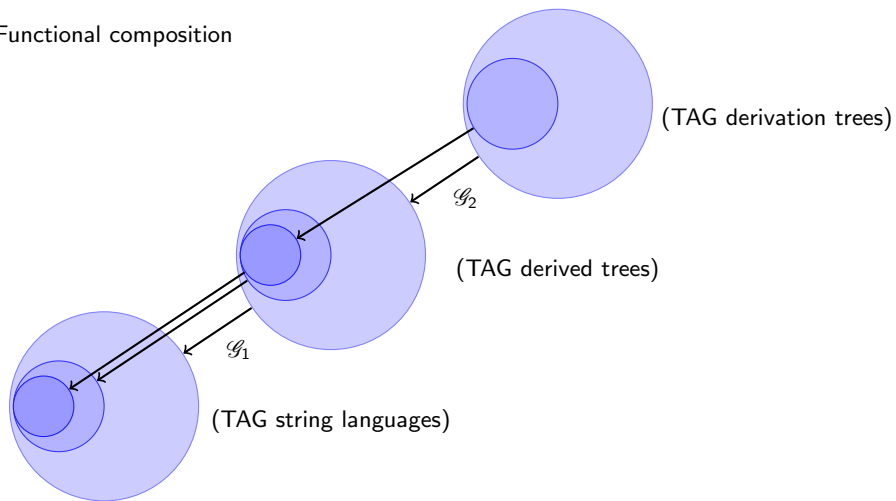 Functional composition
(TAG derivation trees)
𝒢2
(TAG derived trees)
𝒢1
(TAG string languages)